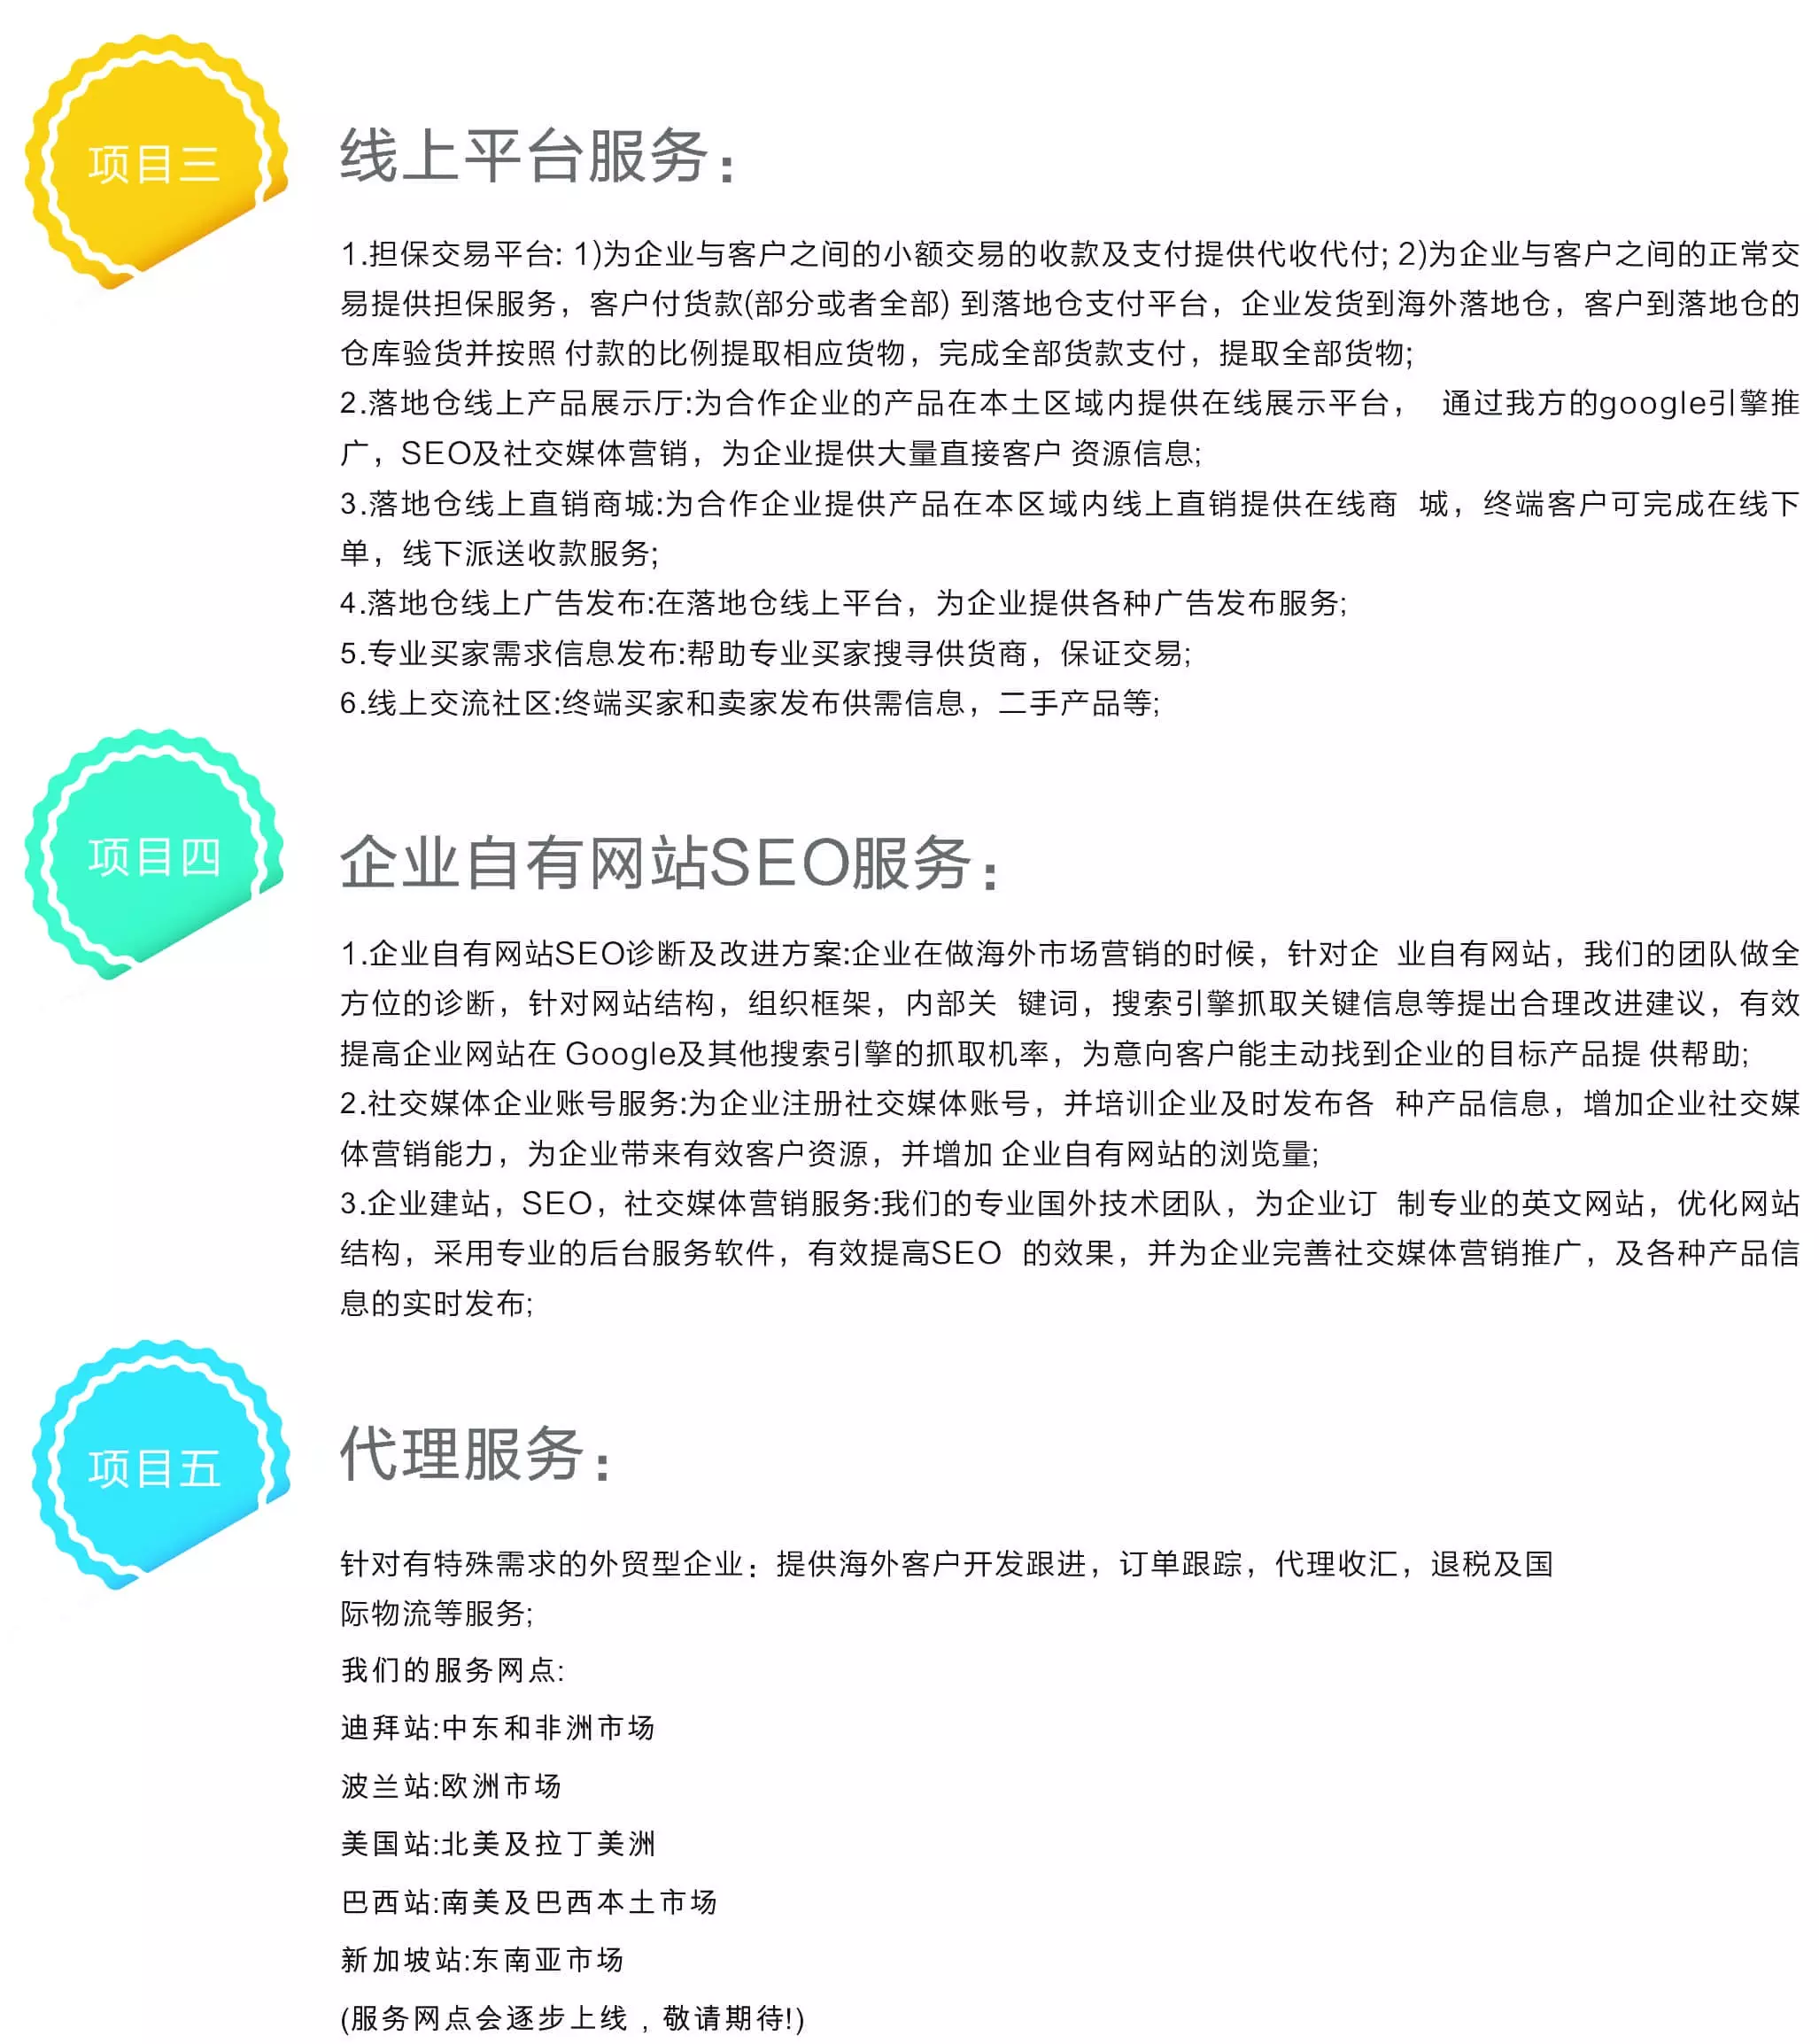 项目三
线上平台服务：
1.担保交易平台: 1)为企业与客户之间的小额交易的收款及支付提供代收代付; 2)为企业与客户之间的正常交
易提供担保服务，客户付货款(部分或者全部) 到落地仓支付平台，企业发货到海外落地仓，客户到落地仓的
仓库验货并按照 付款的比例提取相应货物，完成全部货款支付，提取全部货物;
2.落地仓线上产品展示厅:为合作企业的产品在本土区域内提供在线展示平台， 通过我方的google引擎推
广，SEO及社交媒体营销，为企业提供大量直接客户 资源信息;
3.落地仓线上直销商城:为合作企业提供产品在本区域内线上直销提供在线商 城，终端客户可完成在线下
单，线下派送收款服务;
4.落地仓线上广告发布:在落地仓线上平台，为企业提供各种广告发布服务;
5.专业买家需求信息发布:帮助专业买家搜寻供货商，保证交易;
6.线上交流社区:终端买家和卖家发布供需信息，二手产品等;
项目四
企业自有网站SEO服务：
1.企业自有网站SEO诊断及改进方案:企业在做海外市场营销的时候，针对企 业自有网站，我们的团队做全
方位的诊断，针对网站结构，组织框架，内部关 键词，搜索引擎抓取关键信息等提出合理改进建议，有效
提高企业网站在 Google及其他搜索引擎的抓取机率，为意向客户能主动找到企业的目标产品提 供帮助;
2.社交媒体企业账号服务:为企业注册社交媒体账号，并培训企业及时发布各 种产品信息，增加企业社交媒
体营销能力，为企业带来有效客户资源，并增加 企业自有网站的浏览量;
3.企业建站，SEO，社交媒体营销服务:我们的专业国外技术团队，为企业订 制专业的英文网站，优化网站
结构，采用专业的后台服务软件，有效提高SEO 的效果，并为企业完善社交媒体营销推广，及各种产品信
息的实时发布;
项目五
代理服务：
针对有特殊需求的外贸型企业：提供海外客户开发跟进，订单跟踪，代理收汇，退税及国
际物流等服务;
我们的服务网点:
迪拜站:中东和非洲市场
波兰站:欧洲市场
美国站:北美及拉丁美洲
巴西站:南美及巴西本土市场
新加坡站:东南亚市场
(服务网点会逐步上线，敬请期待!)